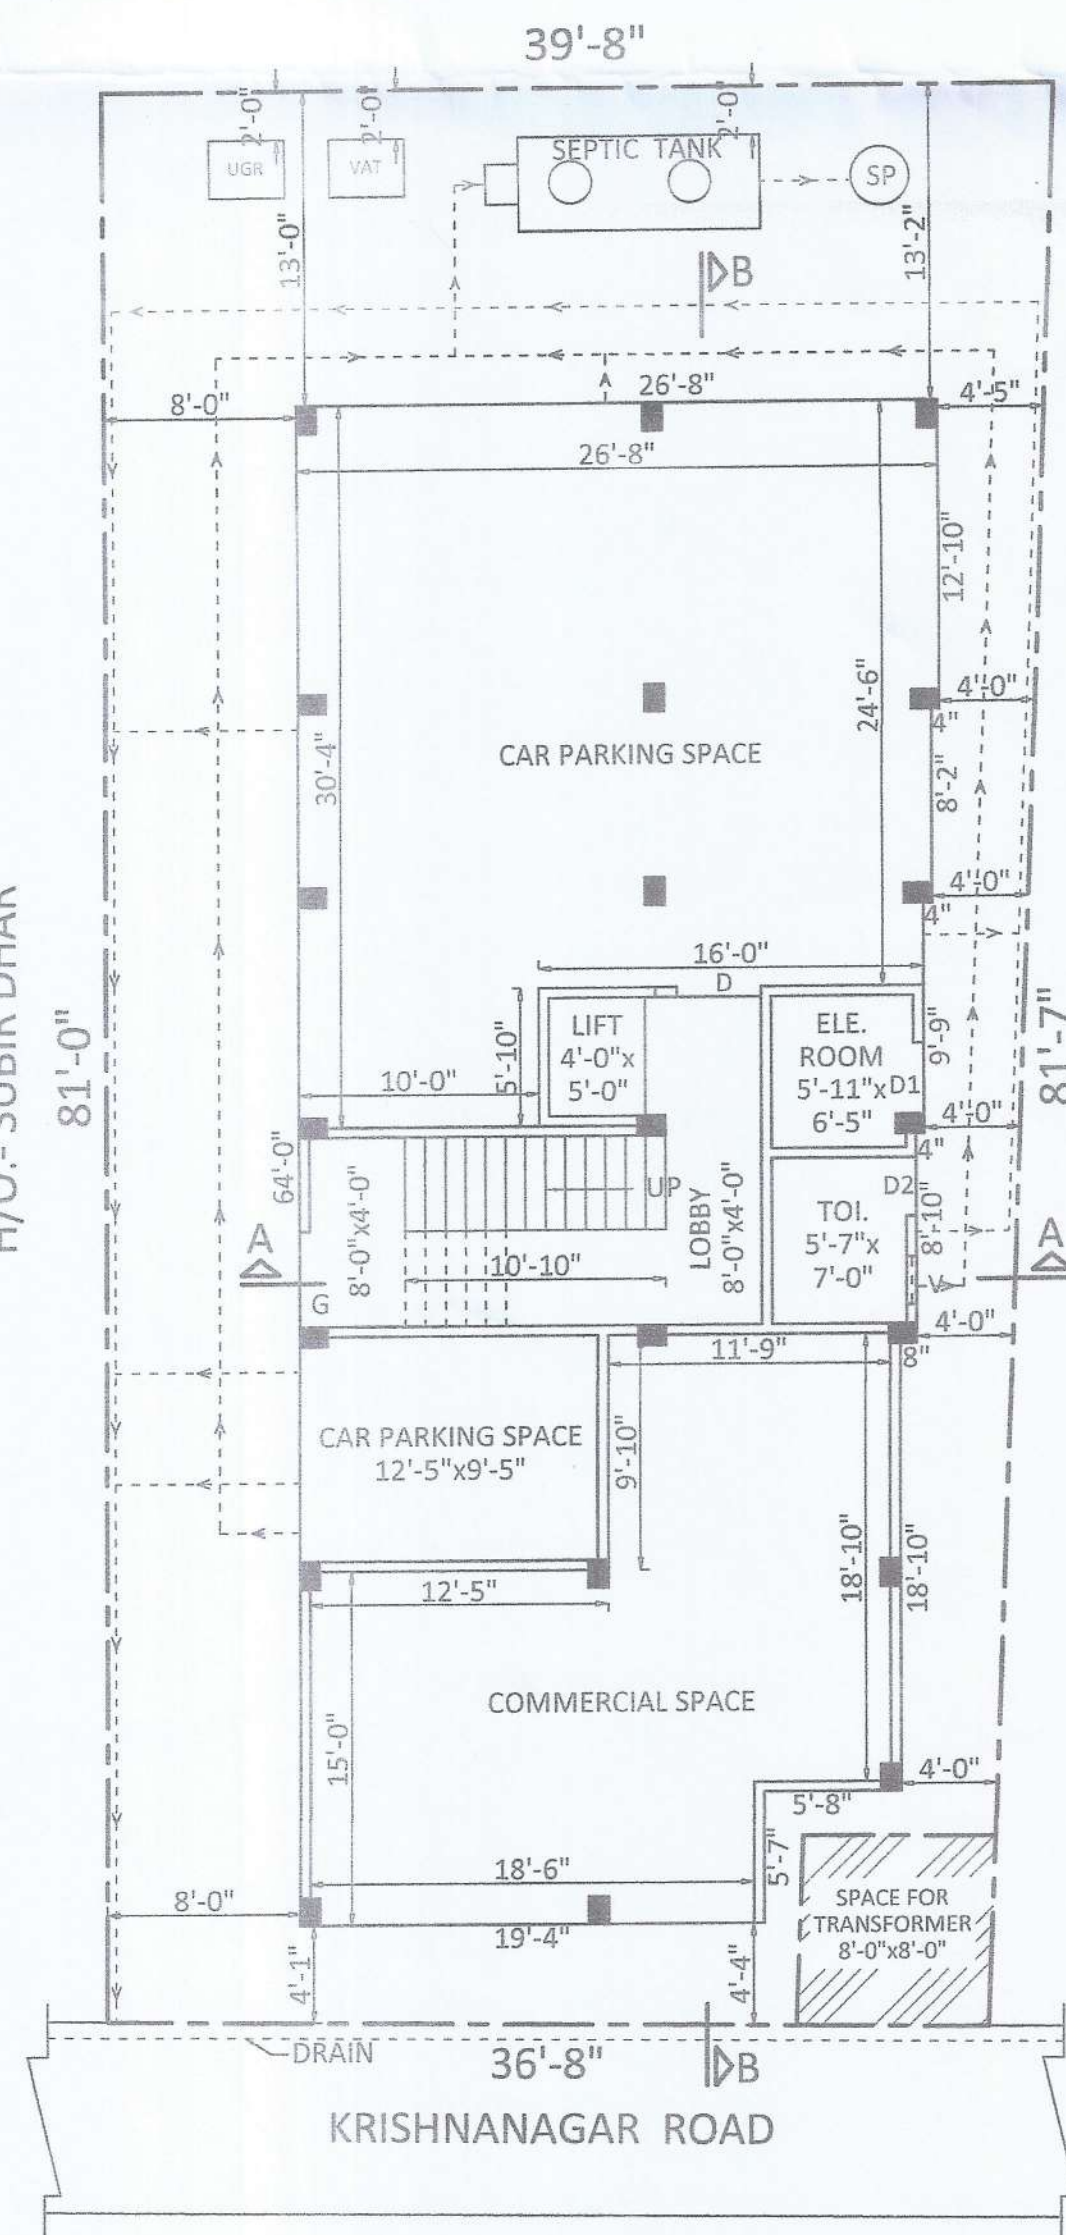 39'-8"
2'-0"
2'-0"
2'-0"
UGR
VAT
SEPTIC TANK
SP
13'-0"
13'-2"
B
8'-0"
26'-8"
4'-5"
26'-8"
12'-10"
24'-6"
4'-0"
4"
CAR PARKING SPACE
30'-4"
8'-2"
4'-0"
4"
H/O.- SUBIR DHAR
81'-0"
81'-7"
16'-0"
D
LIFT
4'-0"x
5'-0"
5'-10"
10'-0"
ELE.
ROOM
5'-11"x
6'-5"
D1
9'-9"
4'-0"
4"
64'-0"
8'-0"x4'-0"
UP
LOBBY
8'-0"x4'-0"
D2
TOI.
5'-7"x
7'-0"
8'-10"
A
A
10'-10"
G
V
4'-0"
8"
11'-9"
CAR PARKING SPACE
12'-5"x9'-5"
9'-10"
18'-10"
18'-10"
12'-5"
COMMERCIAL SPACE
15'-0"
4'-0"
5'-8"
5'-7"
18'-6"
8'-0"
19'-4"
SPACE FOR
TRANSFORMER
8'-0"x8'-0"
4'-1"
4'-4"
DRAIN
36'-8"
B
KRISHNANAGAR ROAD